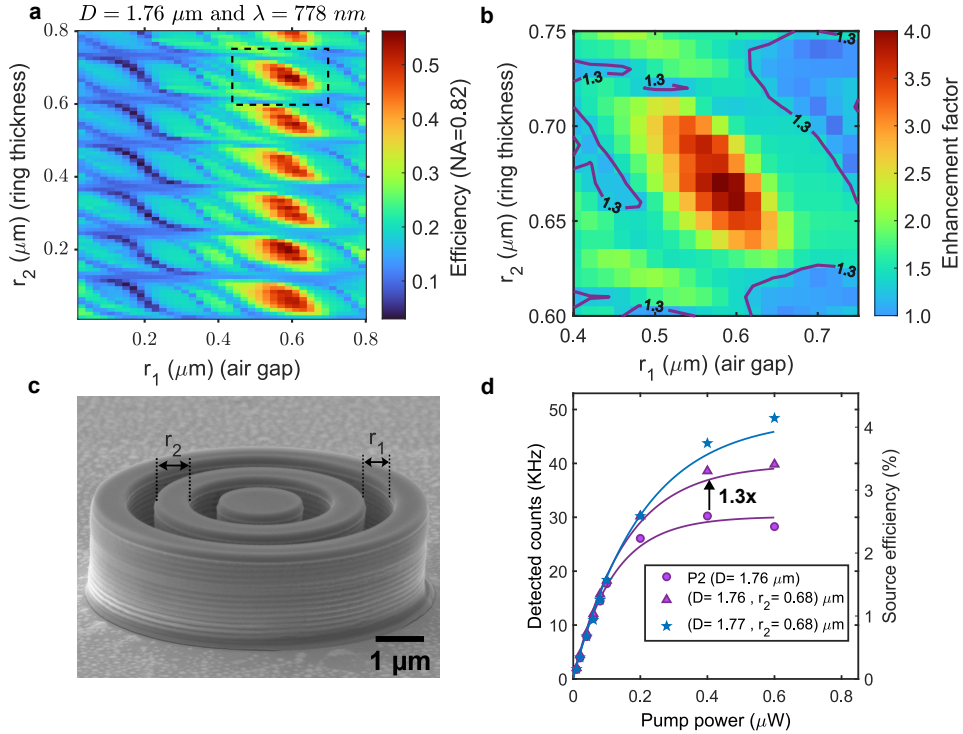 a
D = 1.76 μm and λ = 778 nm
r2 (μm) (ring thickness)
0.8
0.6
0.4
0.2
0.2
0.4
0.6
0.8
r1 (μm) (air gap)
0.5
0.4
0.3
0.2
0.1
Efficiency (NA=0.82)
b
r2 (μm) (ring thickness)
0.75
0.70
0.65
0.60
0.4
0.5
0.6
0.7
r1 (μm) (air gap)
1.3
1.3
1.3
1.3
1.3
1.3
1.3
4.0
3.5
3.0
2.5
2.0
1.5
1.0
Enhancement factor
c
r2
r1
1 μm
d
Detected counts (KHz)
50
40
30
20
10
0
0
0.2
0.4
0.6
0.8
Pump power (μW)
4
3
2
1
0
Source efficiency (%)
1.3x
P2 (D= 1.76 μm)
(D= 1.76 , r2= 0.68) μm
(D= 1.77 , r2= 0.68) μm